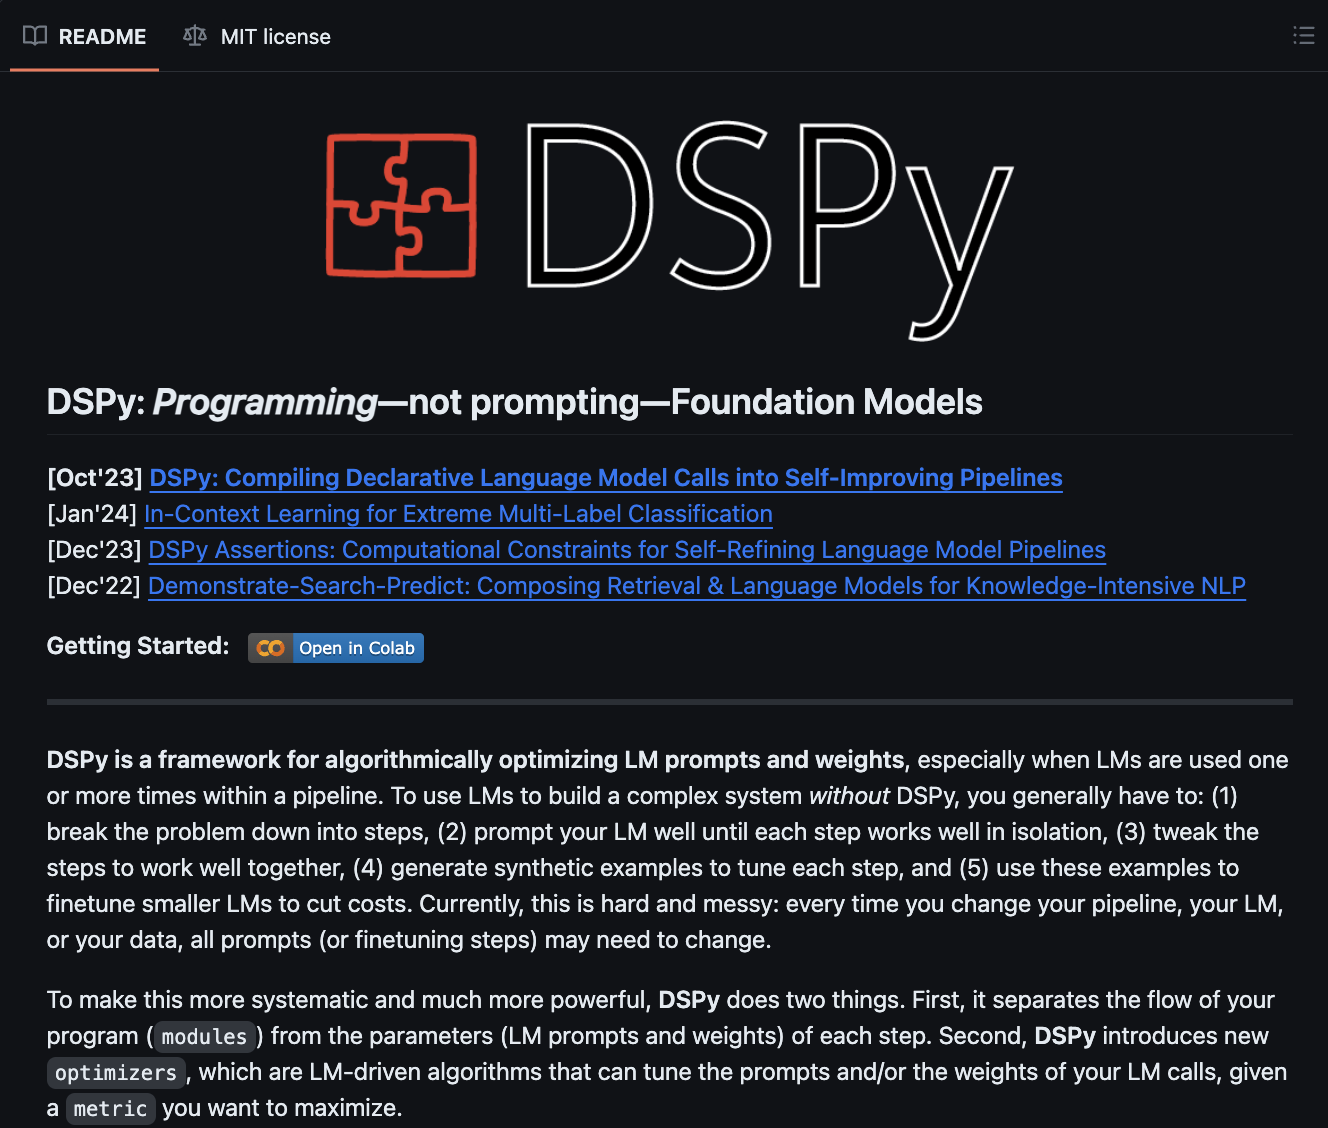 README MIT license
DSPy
DSPy: Programming—not prompting—Foundation Models
[Oct'23] DSPy: Compiling Declarative Language Model Calls into Self-Improving Pipelines
[Jan'24] In-Context Learning for Extreme Multi-Label Classification
[Dec'23] DSPy Assertions: Computational Constraints for Self-Refining Language Model Pipelines
[Dec'22] Demonstrate-Search-Predict: Composing Retrieval & Language Models for Knowledge-Intensive NLP
Getting Started: Open in Colab
DSPy is a framework for algorithmically optimizing LM prompts and weights, especially when LMs are used one
or more times within a pipeline. To use LMs to build a complex system without DSPy, you generally have to: (1)
break the problem down into steps, (2) prompt your LM well until each step works well in isolation, (3) tweak the
steps to work well together, (4) generate synthetic examples to tune each step, and (5) use these examples to
finetune smaller LMs to cut costs. Currently, this is hard and messy: every time you change your pipeline, your LM,
or your data, all prompts (or finetuning steps) may need to change.
To make this more systematic and much more powerful, DSPy does two things. First, it separates the flow of your
program (modules) from the parameters (LM prompts and weights) of each step. Second, DSPy introduces new
optimizers, which are LM-driven algorithms that can tune the prompts and/or the weights of your LM calls, given
a metric you want to maximize.